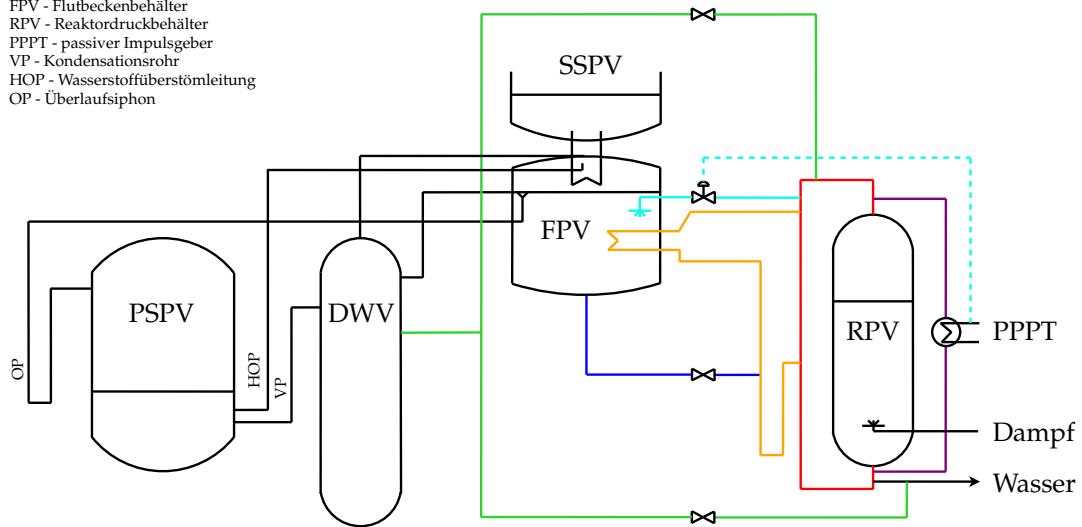 FPV - Flutbeckenbehälter
RPV - Reaktordruckbehälter
PPPT - passiver Impulsgeber
VP - Kondensationsrohr
HOP - Wasserstoffüberstömleitung
OP - Überlaufsiphon
SSPV
FPV
PSPV
DWV
RPV
PPPT
OP
HOP
VP
Dampf
Wasser